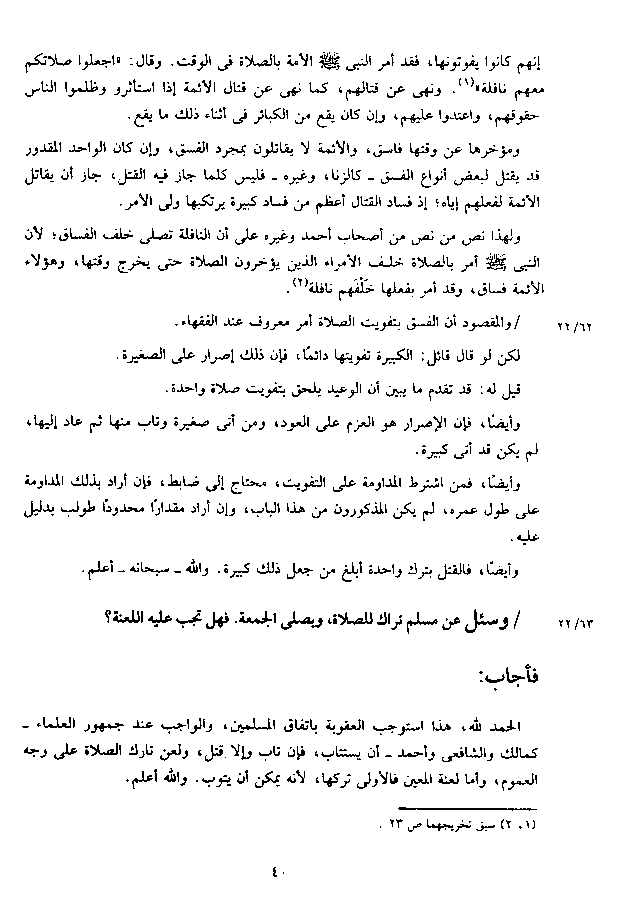 إنهم كانوا يفوتونها، فقد أمر النبى ﷺ الأمة بالصلاة فى الوقت. وقال: «اجعلوا صلاتكم
معهم نافلة»(١). ونهى عن قتالهم، كما نهى عن قتال الأئمة إذا استأثرو وظلموا الناس
حقوقهم، واعتدوا عليهم، وإن كان يقع من الكبائر فى أثناء ذلك ما يقع.
ومؤخرها عن وقتها فاسق، والأئمة لا يقاتلون بمجرد الفسق، وإن كان الواحد المقدور
قد يقتل لبعض أنواع الفسق ـ كالزنا، وغيره ـ فليس كلما جاز فيه القتل، جاز أن يقاتل
الأئمة لفعلهم إياه؛ إذ فساد القتال أعظم من فساد كبيرة يرتكبها ولى الأمر.
ولهذا نص من نص من أصحاب أحمد وغيره على أن النافلة تصلى خلف الفساق؛ لأن
النبى ﷺ أمر بالصلاة خلف الأمراء الذين يؤخرون الصلاة حتى يخرج وقتها، وهؤلاء
الأئمة فساق، وقد أمر بفعلها خَلْفَهم نافلة(٢).
٢٢/٦٢ / والمقصود أن الفسق بتفويت الصلاة أمر معروف عند الفقهاء.
لكن لو قال قائل: الكبيرة تفويتها دائمًا، فإن ذلك إصرار على الصغيرة.
قيل له: قد تقدم ما يبين أن الوعيد يلحق بتفويت صلاة واحدة.
وأيضًا، فإن الإصرار هو العزم على العود، ومن أتى صغيرة وتاب منها ثم عاد إليها،
لم يكن قد أتى كبيرة.
وأيضًا، فمن اشترط المداومة على التفويت، محتاج إلى ضابط، فإن أراد بذلك المداومة
على طول عمره، لم يكن المذكورون من هذا الباب، وإن أراد مقدارًا محدودًا طولب بدليل
عليه.
وأيضًا، فالقتل بترك واحدة أبلغ من جعل ذلك كبيرة. والله ـ سبحانه ـ أعلم.
٢٢/٦٣ / وسئل عن مسلم تراك للصلاة، ويصلى الجمعة. فهل تجب عليه اللعنة؟
فأجاب:
الحمد لله، هذا استوجب العقوبة باتفاق المسلمين، والواجب عند جمهور العلماء ـ
كمالك والشافعى وأحمد ـ أن يستتاب، فإن تاب وإلا قتل، ولعن تارك الصلاة على وجه
العموم، وأما لعنة المعين فالأولى تركها، لأنه يمكن أن يتوب. والله أعلم.
(١، ٢) سبق تخريجهما ص ٢٣ .
٤٠